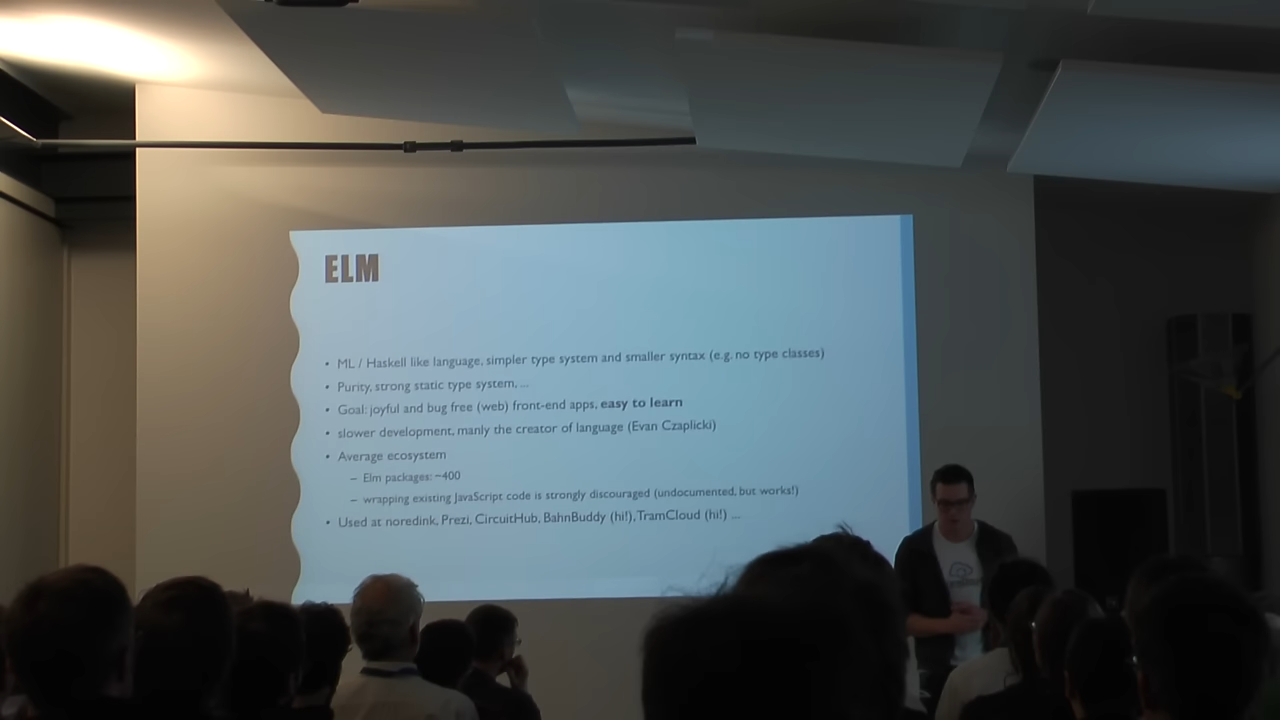 ELM
• ML / Haskell like language, simpler type system and smaller syntax (e.g. no type classes)
• Purity, strong static type system, ...
• Goal: joyful and bug free (web) front-end apps, easy to learn
• slower development, manly the creator of language (Evan Czaplicki)
• Average ecosystem
– Elm packages: ~400
– wrapping existing JavaScript code is strongly discouraged (undocumented, but works!)
• Used at noredink, Prezi, CircuitHub, BahnBuddy (hi!), TramCloud (hi!) ...